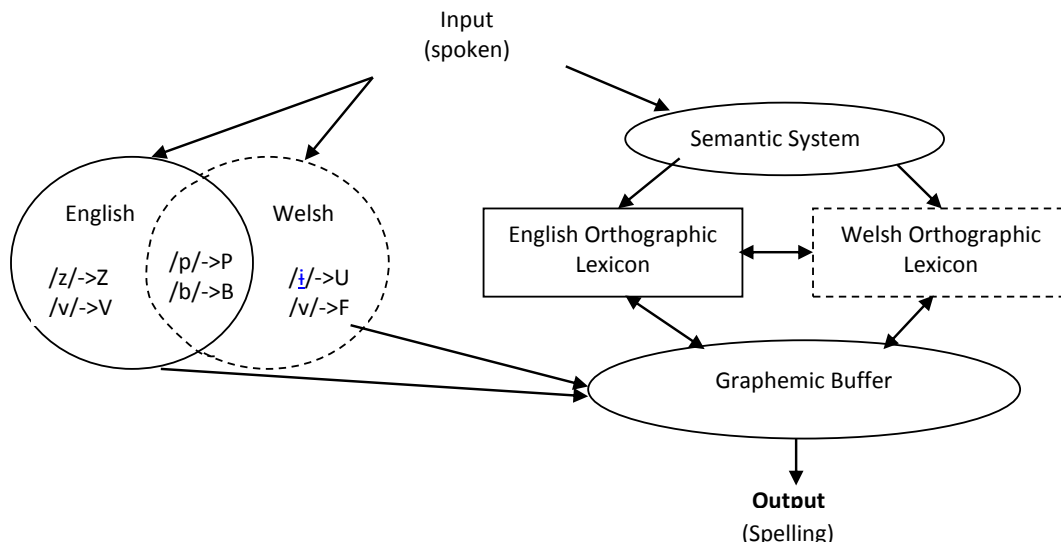 Input
(spoken)
Semantic System
English
Welsh
/z/->Z
/v/->V
/p/->P
/b/->B
/ɨ/->U
/v/->F
English Orthographic
Lexicon
Welsh Orthographic
Lexicon
Graphemic Buffer
Output
(Spelling)